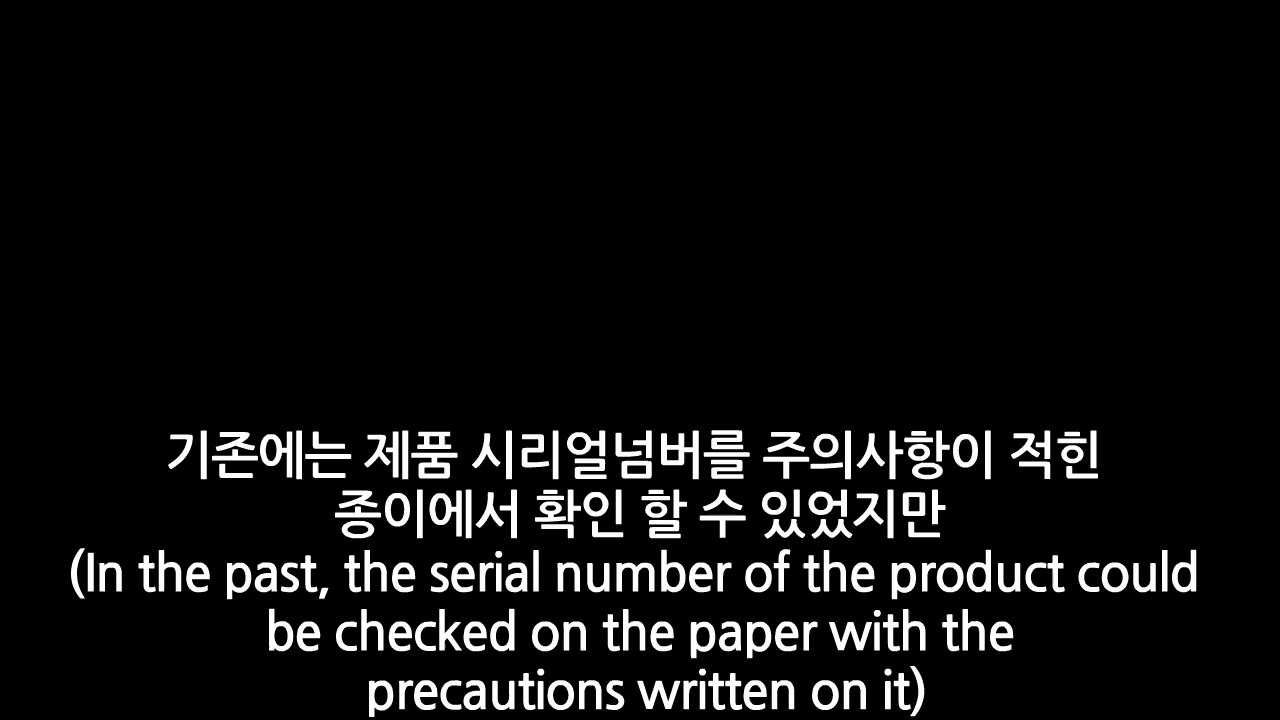 기존에는 제품 시리얼넘버를 주의사항이 적힌
종이에서 확인 할 수 있었지만
(In the past, the serial number of the product could
be checked on the paper with the
precautions written on it)